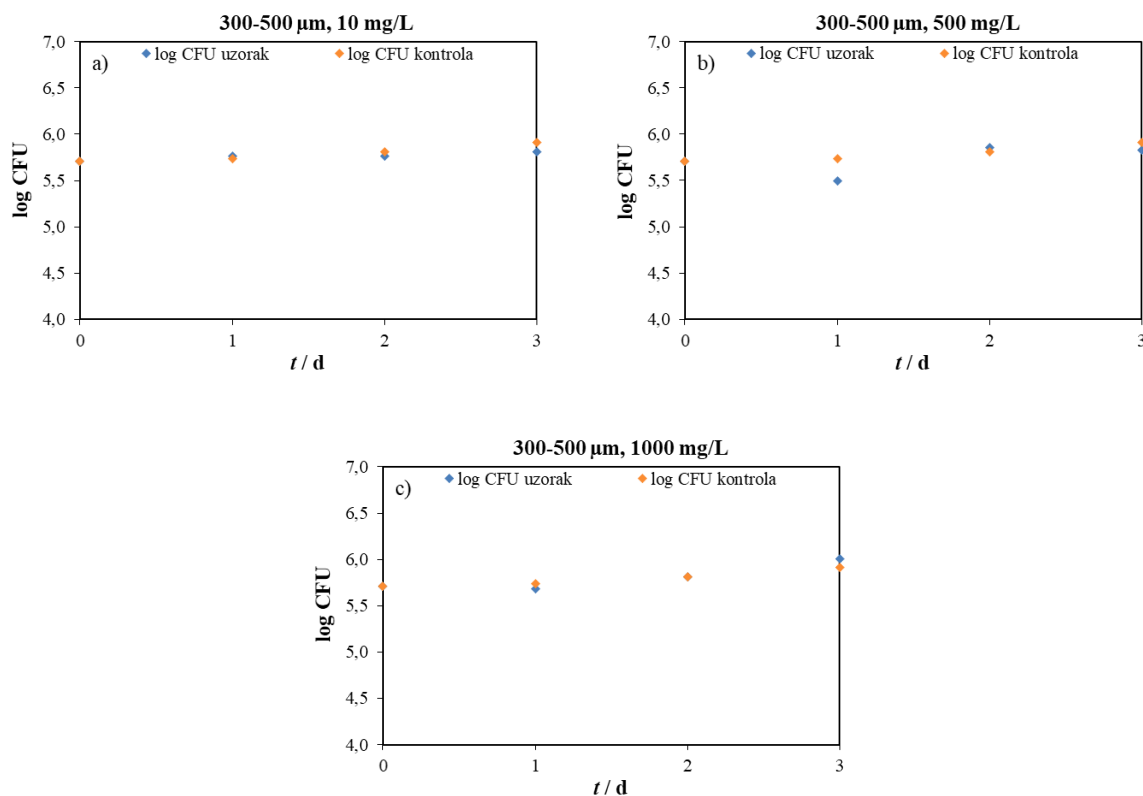 300-500 µm, 10 mg/L
a)
log CFU uzorak
log CFU kontrola
7,0
6,5
6,0
5,5
5,0
4,5
4,0
log CFU
0 1 2 3
t / d
300-500 µm, 500 mg/L
b)
log CFU uzorak
log CFU kontrola
7,0
6,5
6,0
5,5
5,0
4,5
4,0
log CFU
0 1 2 3
t / d
300-500 µm, 1000 mg/L
c)
log CFU uzorak
log CFU kontrola
7,0
6,5
6,0
5,5
5,0
4,5
4,0
log CFU
0 1 2 3
t / d